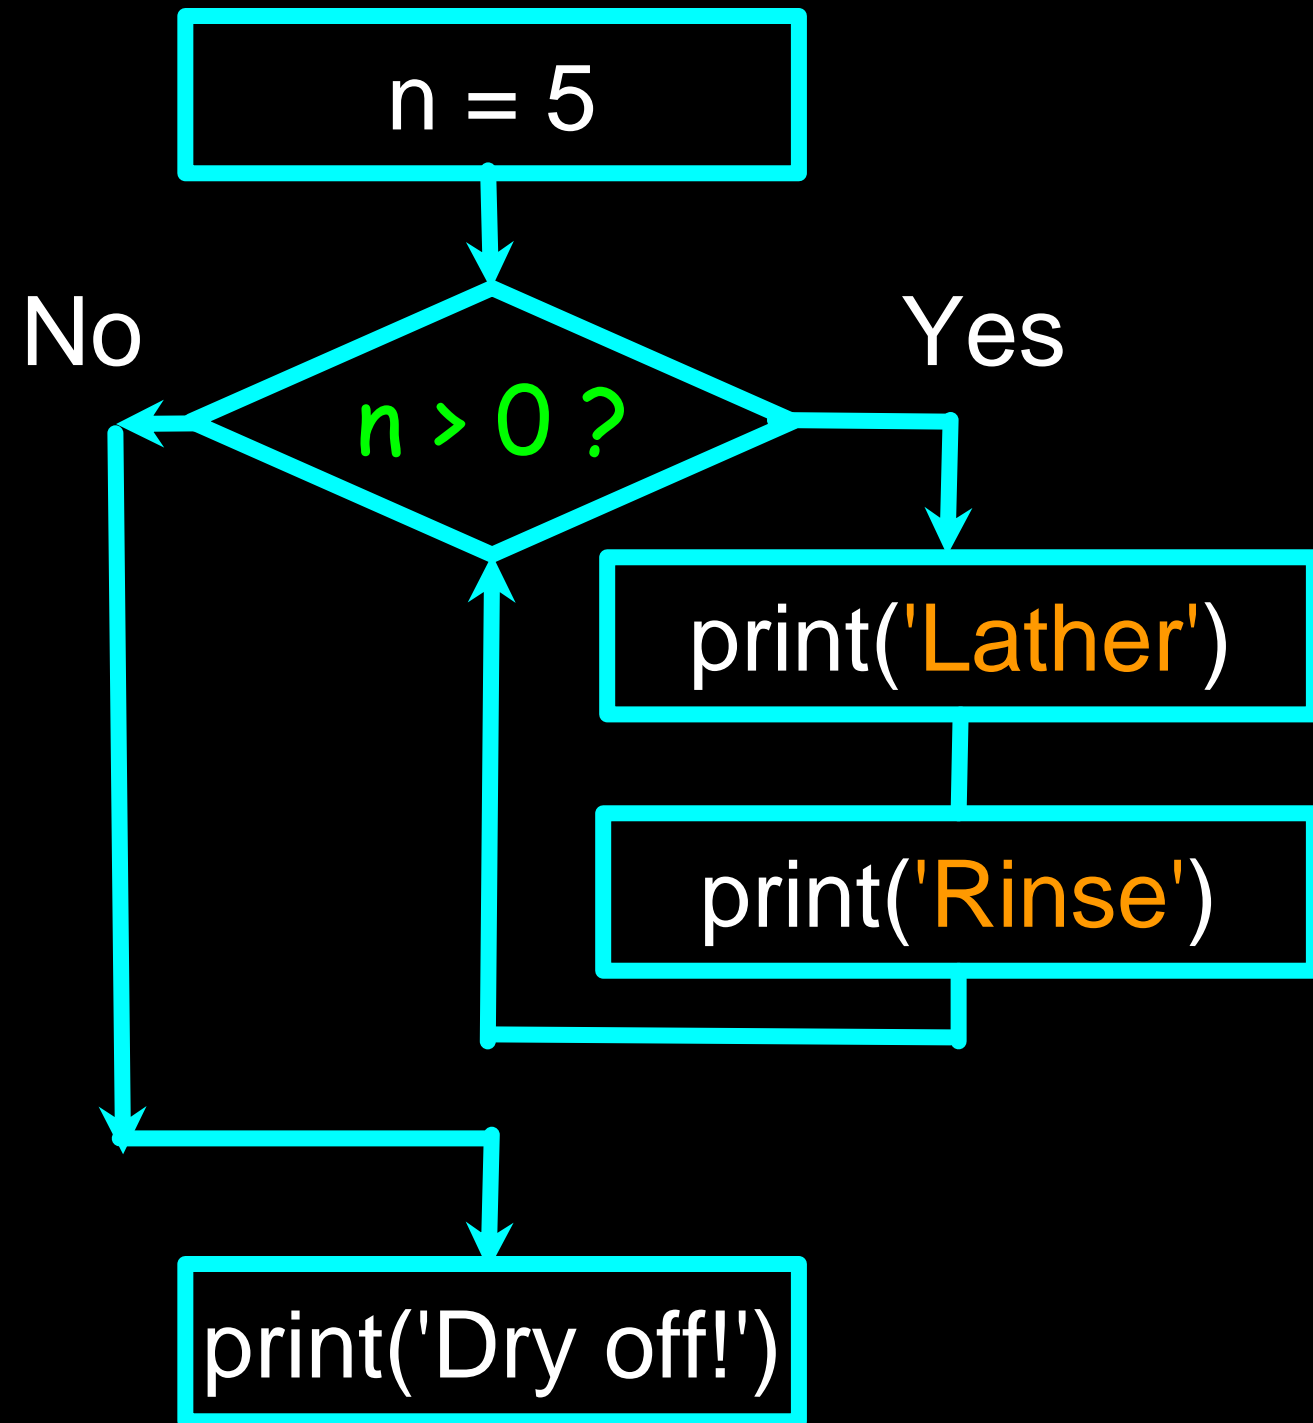 n = 5
No
Yes
n > 0 ?
print('Lather')
print('Rinse')
print('Dry off!')